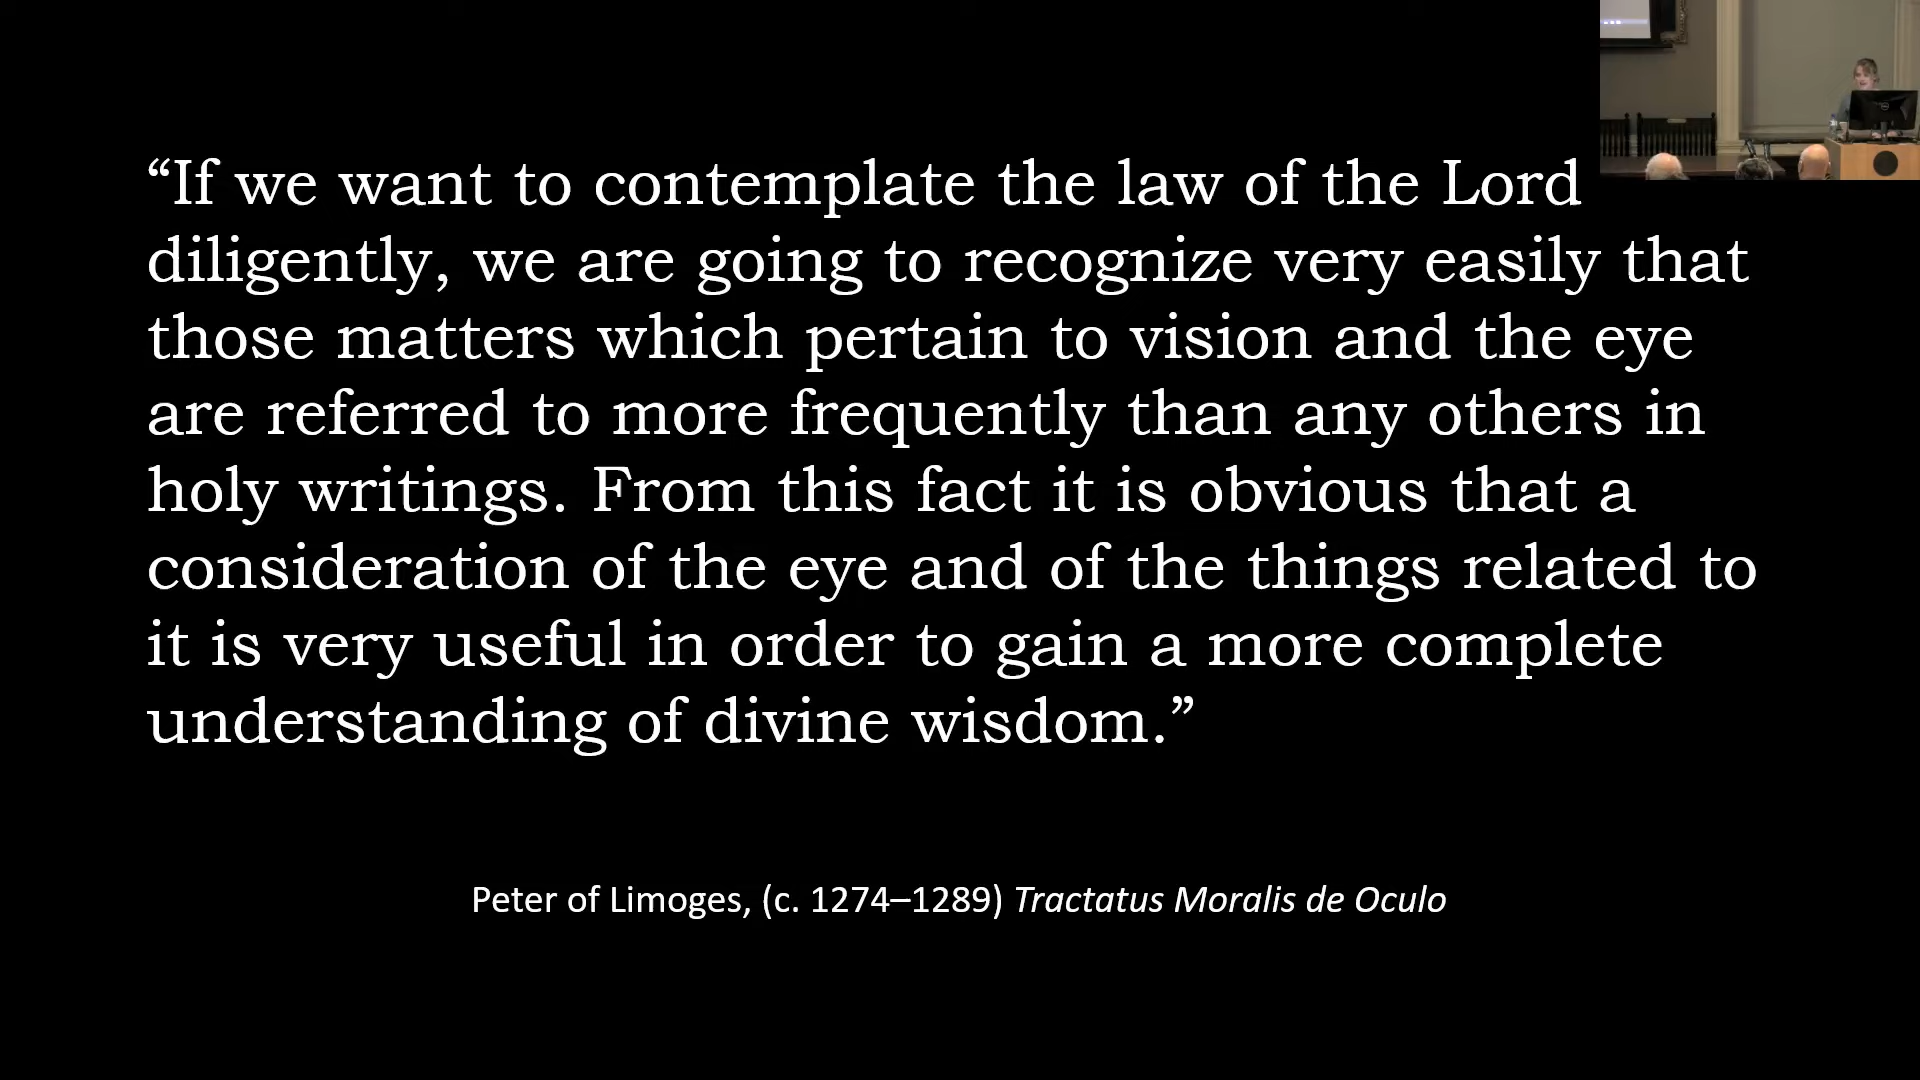 “If we want to contemplate the law of the Lord
diligently, we are going to recognize very easily that
those matters which pertain to vision and the eye
are referred to more frequently than any others in
holy writings. From this fact it is obvious that a
consideration of the eye and of the things related to
it is very useful in order to gain a more complete
understanding of divine wisdom.”
Peter of Limoges, (c. 1274–1289) Tractatus Moralis de Oculo